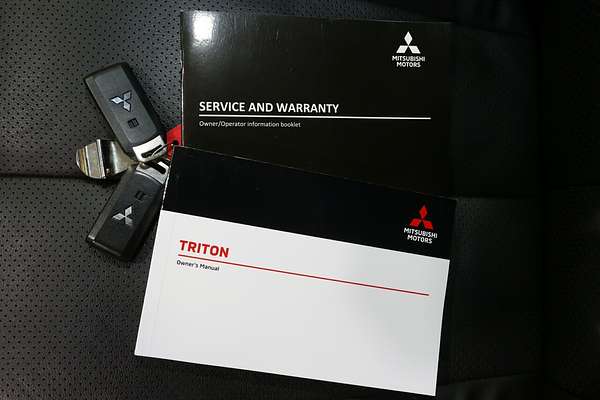 MITSUBISHI
MOTORS
SERVICE AND WARRANTY
Owner/Operator information booklet
MITSUBISHI
MOTORS
TRITON
Owner's Manual